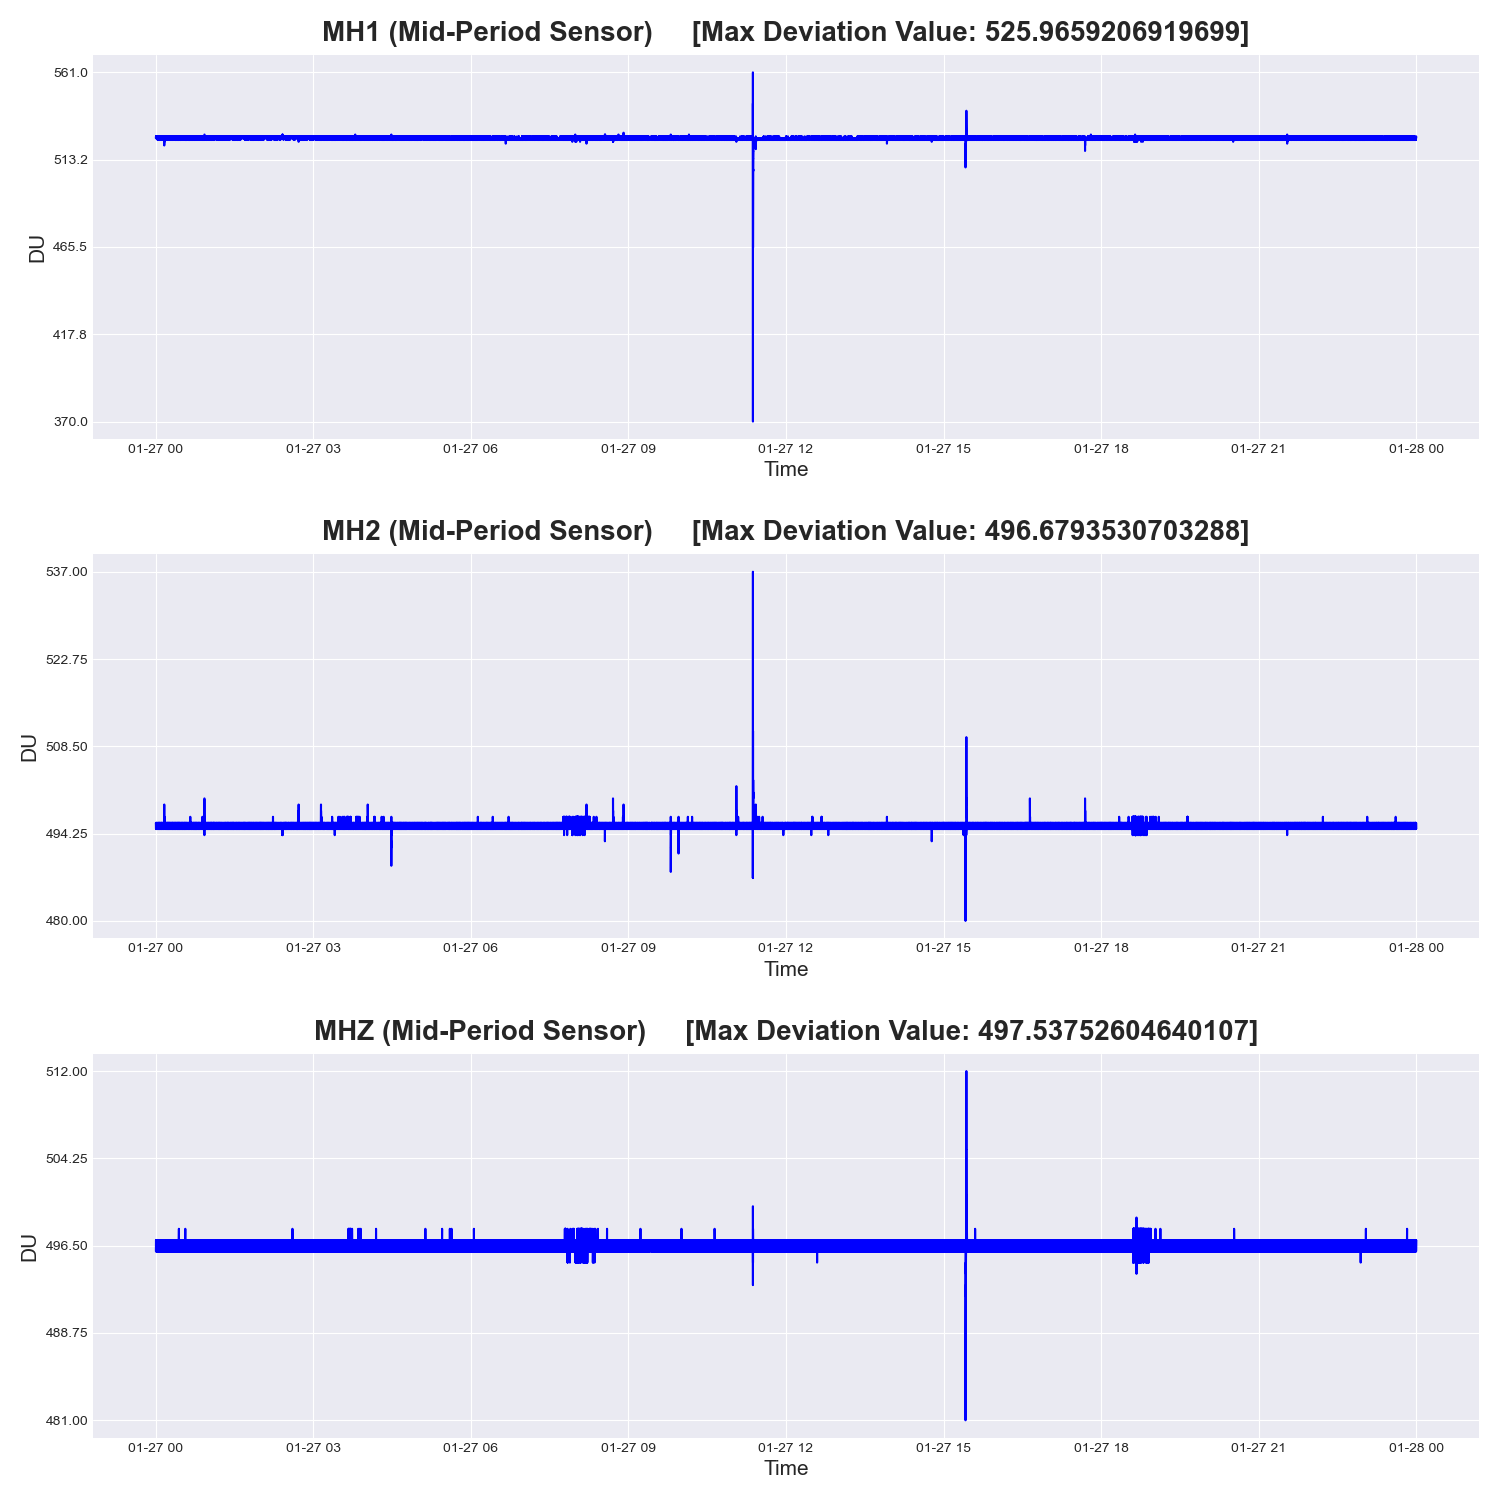 MH1 (Mid-Period Sensor) [Max Deviation Value: 525.9659206919699]
561.0
513.2
465.5
417.8
370.0
DU
01-27 00 01-27 03 01-27 06 01-27 09 01-27 12 01-27 15 01-27 18 01-27 21 01-28 00
Time
MH2 (Mid-Period Sensor) [Max Deviation Value: 496.6793530703288]
537.00
522.75
508.50
494.25
480.00
DU
01-27 00 01-27 03 01-27 06 01-27 09 01-27 12 01-27 15 01-27 18 01-27 21 01-28 00
Time
MHZ (Mid-Period Sensor) [Max Deviation Value: 497.53752604640107]
512.00
504.25
496.50
488.75
481.00
DU
01-27 00 01-27 03 01-27 06 01-27 09 01-27 12 01-27 15 01-27 18 01-27 21 01-28 00
Time